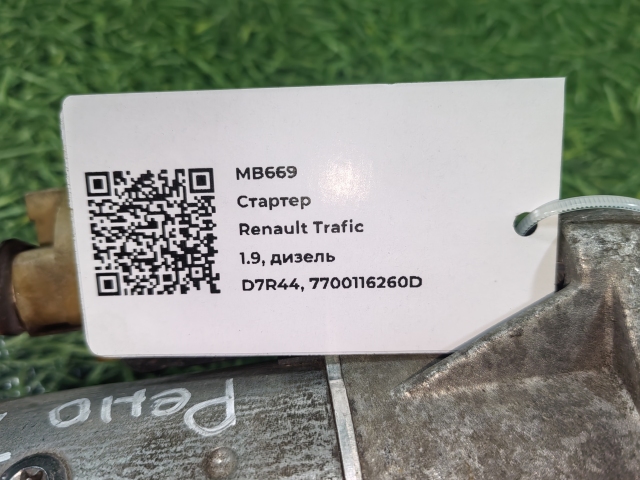 MB669
Стартер
Renault Trafic
1.9, дизель
D7R44, 7700116260D
Рено